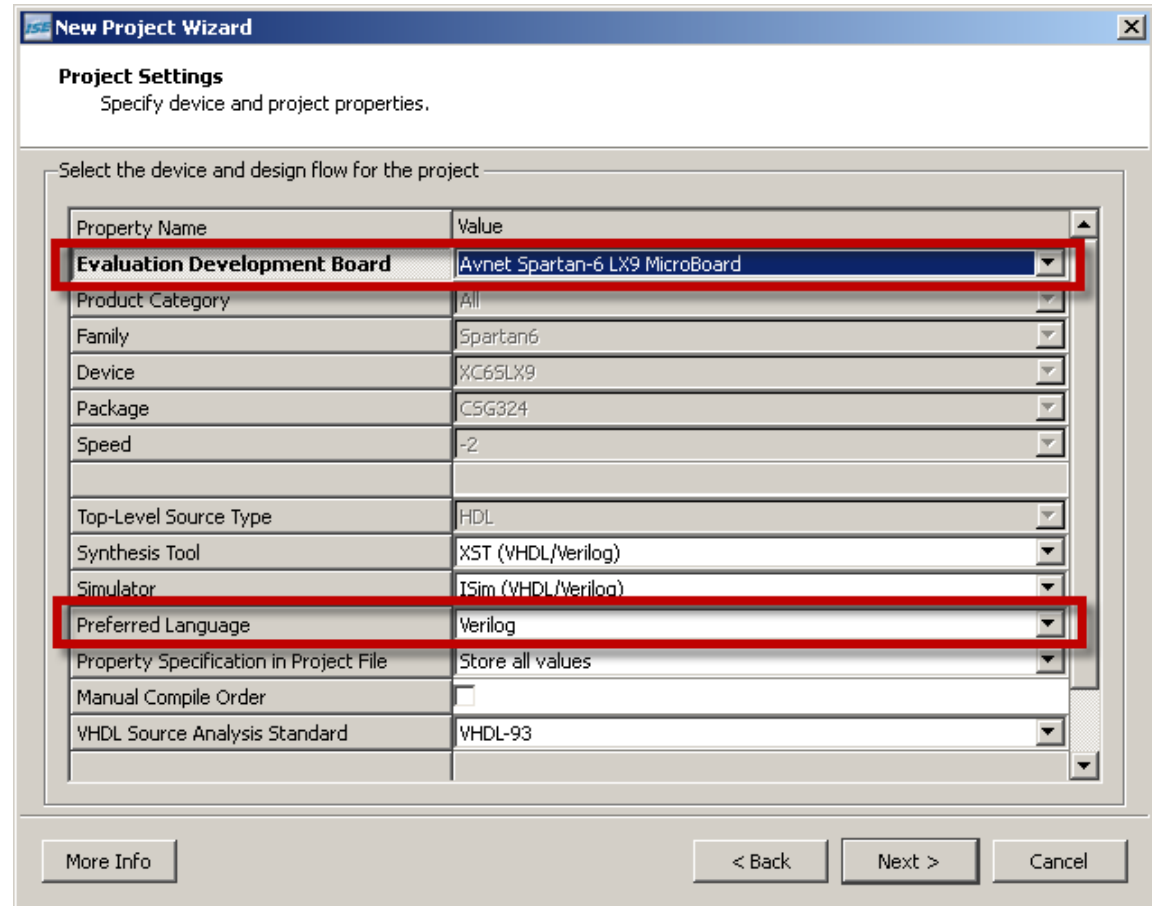 ISE New Project Wizard
Project Settings
Specify device and project properties.
Select the device and design flow for the project
Property Name Value
Evaluation Development Board Avnet Spartan-6 LX9 MicroBoard
Product Category All
Family Spartan6
Device XC6SLX9
Package CSG324
Speed -2
Top-Level Source Type HDL
Synthesis Tool XST (VHDL/Verilog)
Simulator ISim (VHDL/Verilog)
Preferred Language Verilog
Property Specification in Project File Store all values
Manual Compile Order
VHDL Source Analysis Standard VHDL-93
More Info < Back Next > Cancel